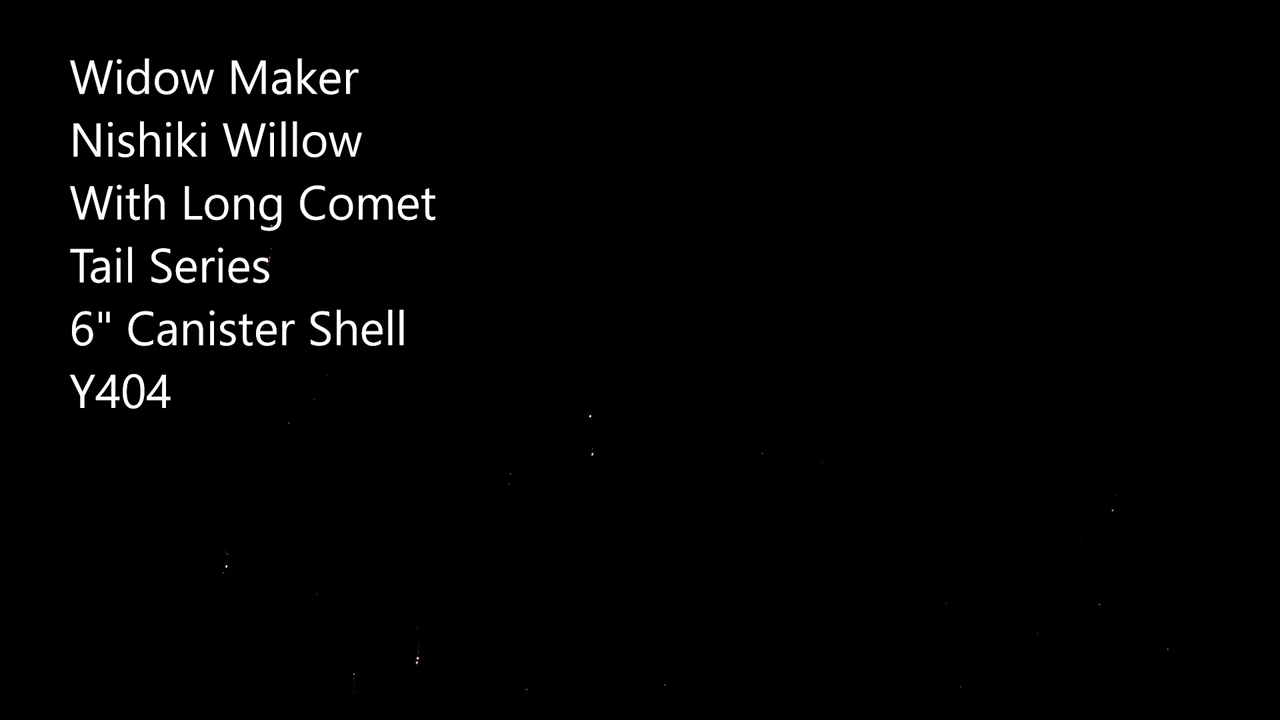 Widow Maker
Nishiki Willow
With Long Comet
Tail Series
6" Canister Shell
Y404